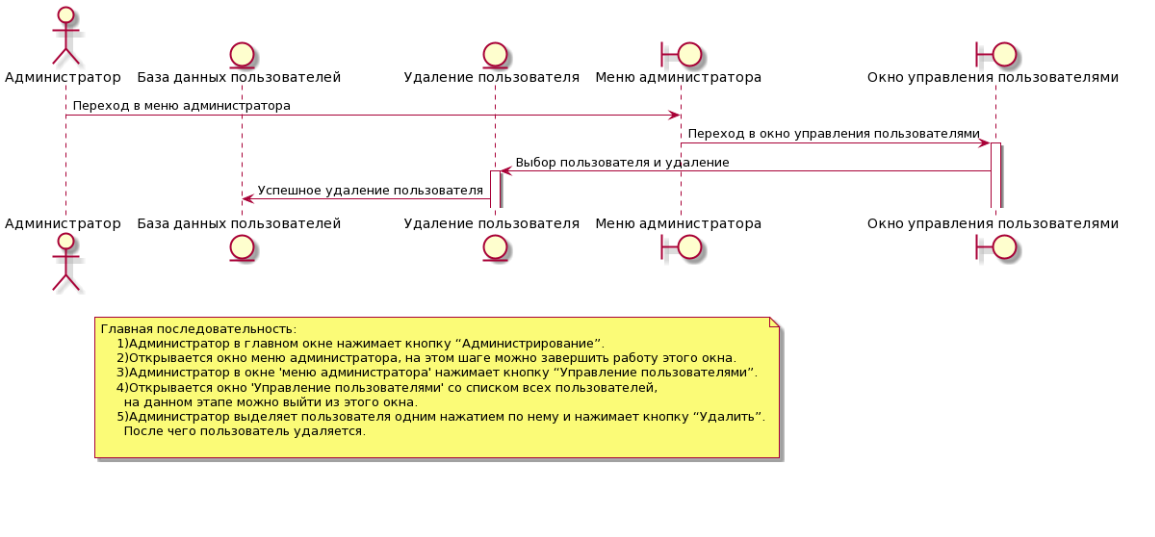 Администратор База данных пользователей Удаление пользователя Меню администратора Окно управления пользователями
Переход в меню администратора
Переход в окно управления пользователями
Выбор пользователя и удаление
Успешное удаление пользователя
Администратор База данных пользователей Удаление пользователя Меню администратора Окно управления пользователями
Главная последовательность:
1)Администратор в главном окне нажимает кнопку “Администрирование”.
2)Открывается окно меню администратора, на этом шаге можно завершить работу этого окна.
3)Администратор в окне 'меню администратора' нажимает кнопку “Управление пользователями”.
4)Открывается окно 'Управление пользователями' со списком всех пользователей,
на данном этапе можно выйти из этого окна.
5)Администратор выделяет пользователя одним нажатием по нему и нажимает кнопку “Удалить”.
После чего пользователь удаляется.